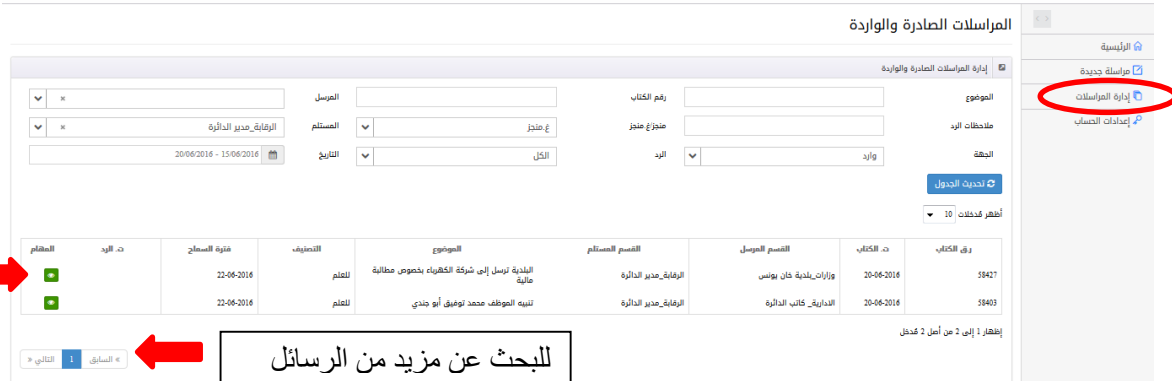 المراسلات الصادرة والواردة
الرئيسية
مراسلة جديدة
إدارة المراسلات
إعدادات الحساب
إدارة المراسلات الصادرة والواردة
الموضوع
رقم الكتاب
المرسل
ملاحظات الرد
منجز/غ منجز
غ.منجز
المستلم
الرقابة_مدير الدائرة
الجهة
وارد
الرد
الكل
التاريخ
15/06/2016 - 20/06/2016
تحديث الجدول
أظهر مُدخلات 10
ر.ق الكتاب ت. الكتاب القسم المرسل القسم المستلم الموضوع التصنيف فترة السماح ت. الرد المهام
58427 20-06-2016 وزارات_بلدية خان يونس الرقابة_مدير الدائرة البلدية ترسل إلى شركة الكهرباء بخصوص مطالبة للعلم 22-06-2016
مالية
58403 20-06-2016 الادارية_ كاتب الدائرة الرقابة_مدير الدائرة تنبيه الموظف محمد توفيق أبو جندي للعلم 22-06-2016
إظهار 1 إلى 2 من أصل 2 مُدخل
« السابق 1 التالي »
للبحث عن مزيد من الرسائل